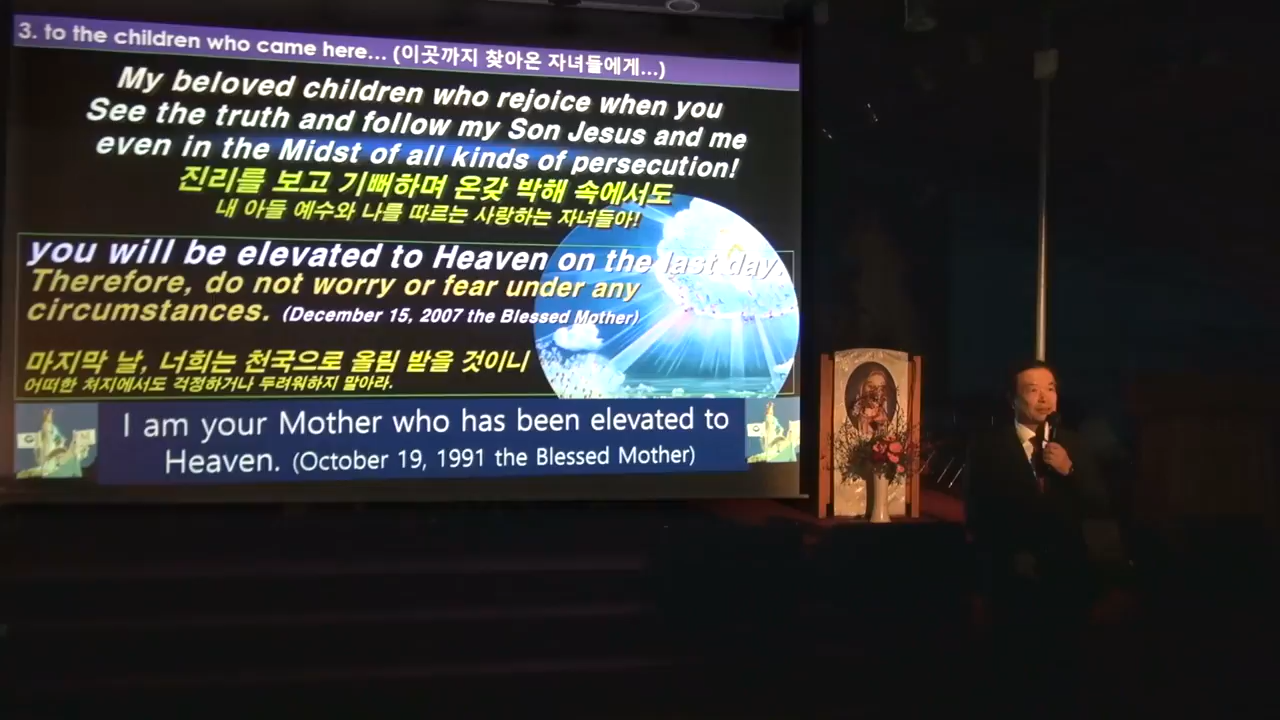 3. to the children who came here... (이곳까지 찾아온 자녀들에게...)
My beloved children who rejoice when you
See the truth and follow my Son Jesus and me
even in the Midst of all kinds of persecution!
진리를 보고 기뻐하며 온갖 박해 속에서도
내 아들 예수와 나를 따르는 사랑하는 자녀들아!
you will be elevated to Heaven on the last day.
Therefore, do not worry or fear under any
circumstances. (December 15, 2007 the Blessed Mother)
마지막 날, 너희는 천국으로 올림 받을 것이니
어떠한 처지에서도 걱정하거나 두려워하지 말아라.
I am your Mother who has been elevated to
Heaven. (October 19, 1991 the Blessed Mother)